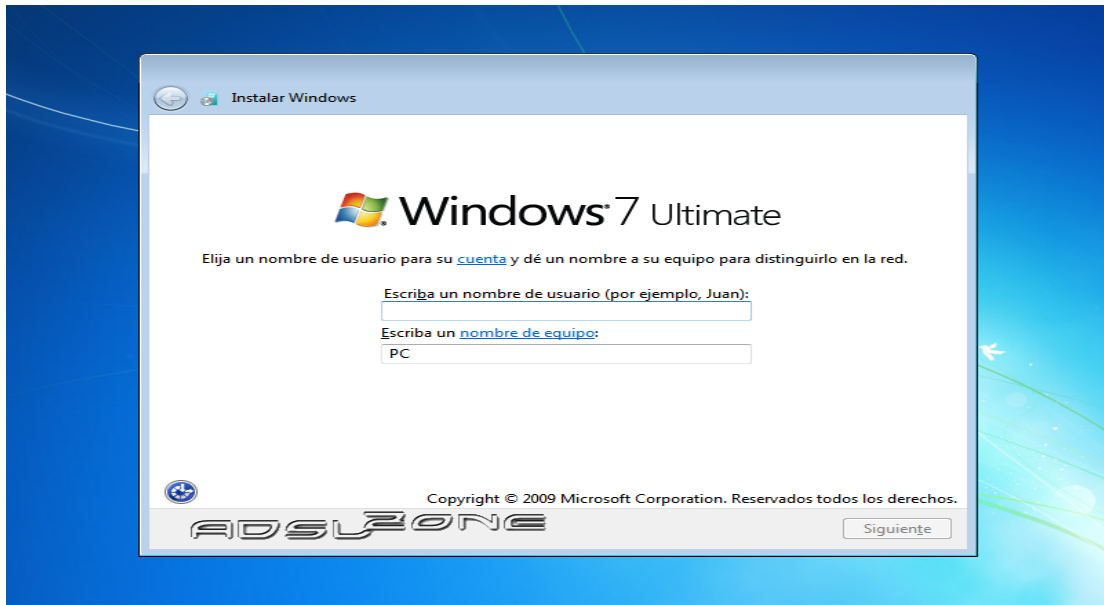 Instalar Windows
Windows® 7 Ultimate
Elija un nombre de usuario para su cuenta y dé un nombre a su equipo para distinguirlo en la red.
Escriba un nombre de usuario (por ejemplo, Juan):
Escriba un nombre de equipo:
PC
Copyright © 2009 Microsoft Corporation. Reservados todos los derechos.
ADSLZONE
Siguiente